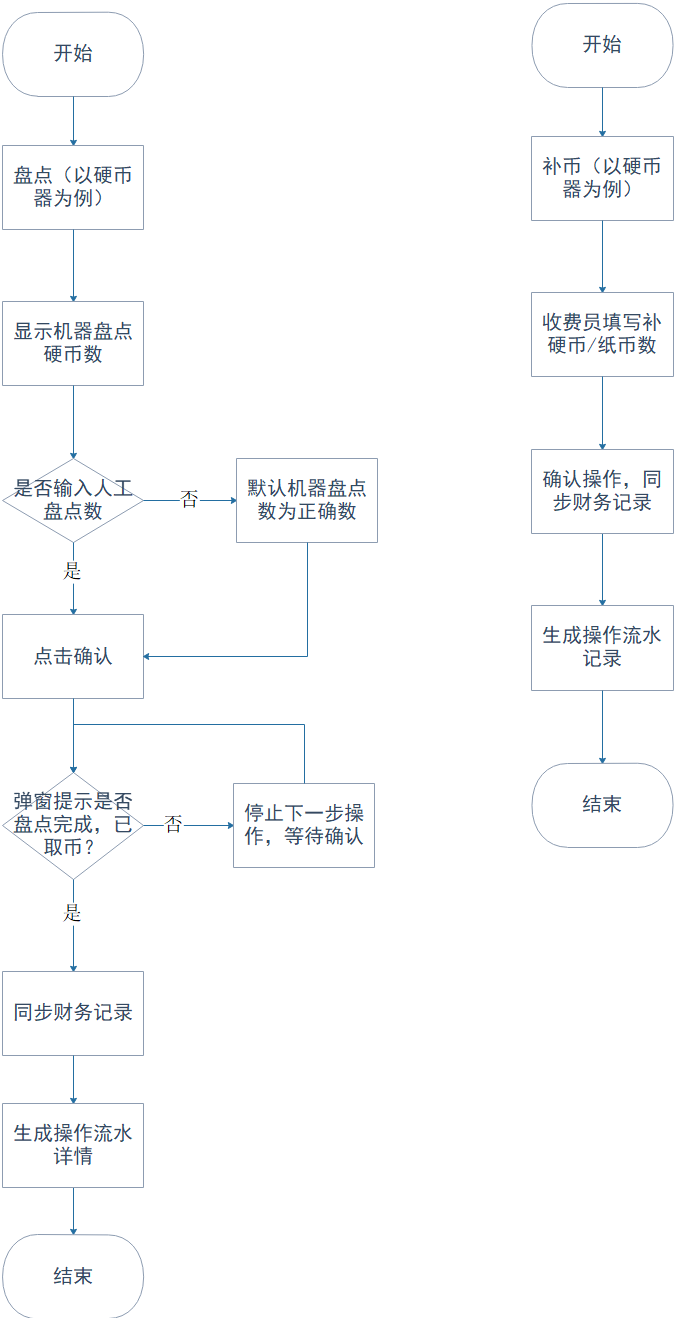 开始
盘点（以硬币
器为例）
显示机器盘点
硬币数
是否输入人工
盘点数
否
默认机器盘点
数为正确数
是
点击确认
弹窗提示是否
盘点完成，已
取币？
否
停止下一步操
作，等待确认
是
同步财务记录
生成操作流水
详情
结束
开始
补币（以硬币
器为例）
收费员填写补
硬币/纸币数
确认操作，同
步财务记录
生成操作流水
记录
结束